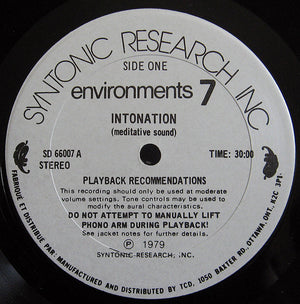 SYNTONIC RESEARCH, INC.
SIDE ONE
environments 7
INTONATION
(meditative sound)
SD 66007 A
STEREO
TIME: 30:00
PLAYBACK RECOMMENDATIONS
This recording should only be used at moderate
volume settings. Tone controls may be used to
modify the aural characteristics.
DO NOT ATTEMPT TO MANUALLY LIFT
PHONO ARM DURING PLAYBACK!
See jacket notes for further details.
Ⓟ 1979
SYNTONIC RESEARCH, INC.
FABRIQUÉ ET DISTRIBUÉ PAR/MANUFACTURED AND DISTRIBUTED BY TCD, 1050 BAXTER RD. OTTAWA, ONT. K2C 3P1.